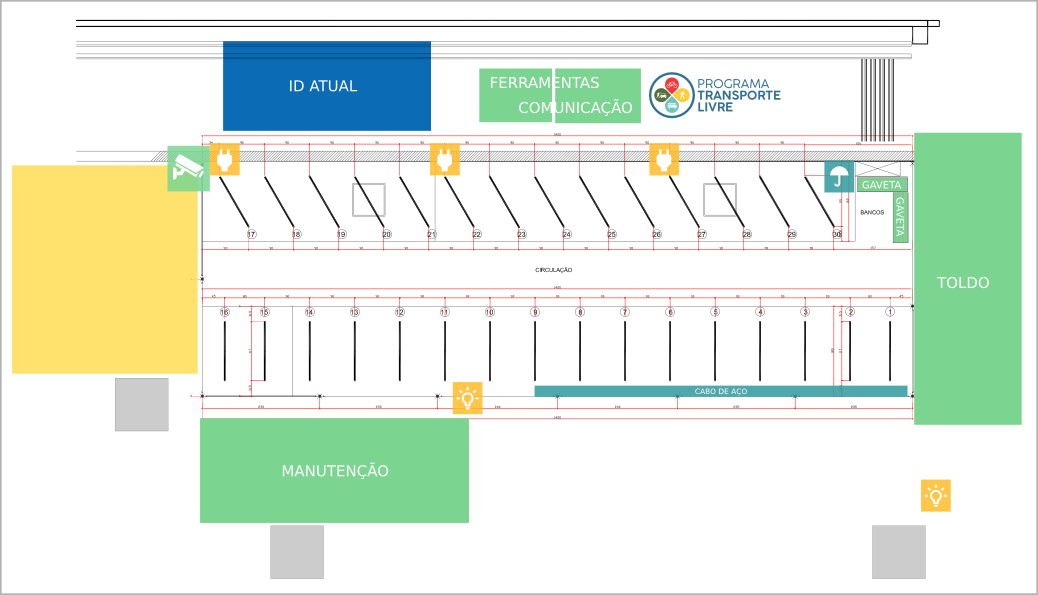 ID ATUAL
FERRAMENTAS
COMUNICAÇÃO
PROGRAMA
TRANSPORTE
LIVRE
GAVETA
GAVETA
BANCOS
17 18 19 20 21 22 23 24 25 26 27 28 29 30
CIRCULAÇÃO
TOLDO
16 15 14 13 12 11 10 9 8 7 6 5 4 3 2 1
CABO DE AÇO
MANUTENÇÃO